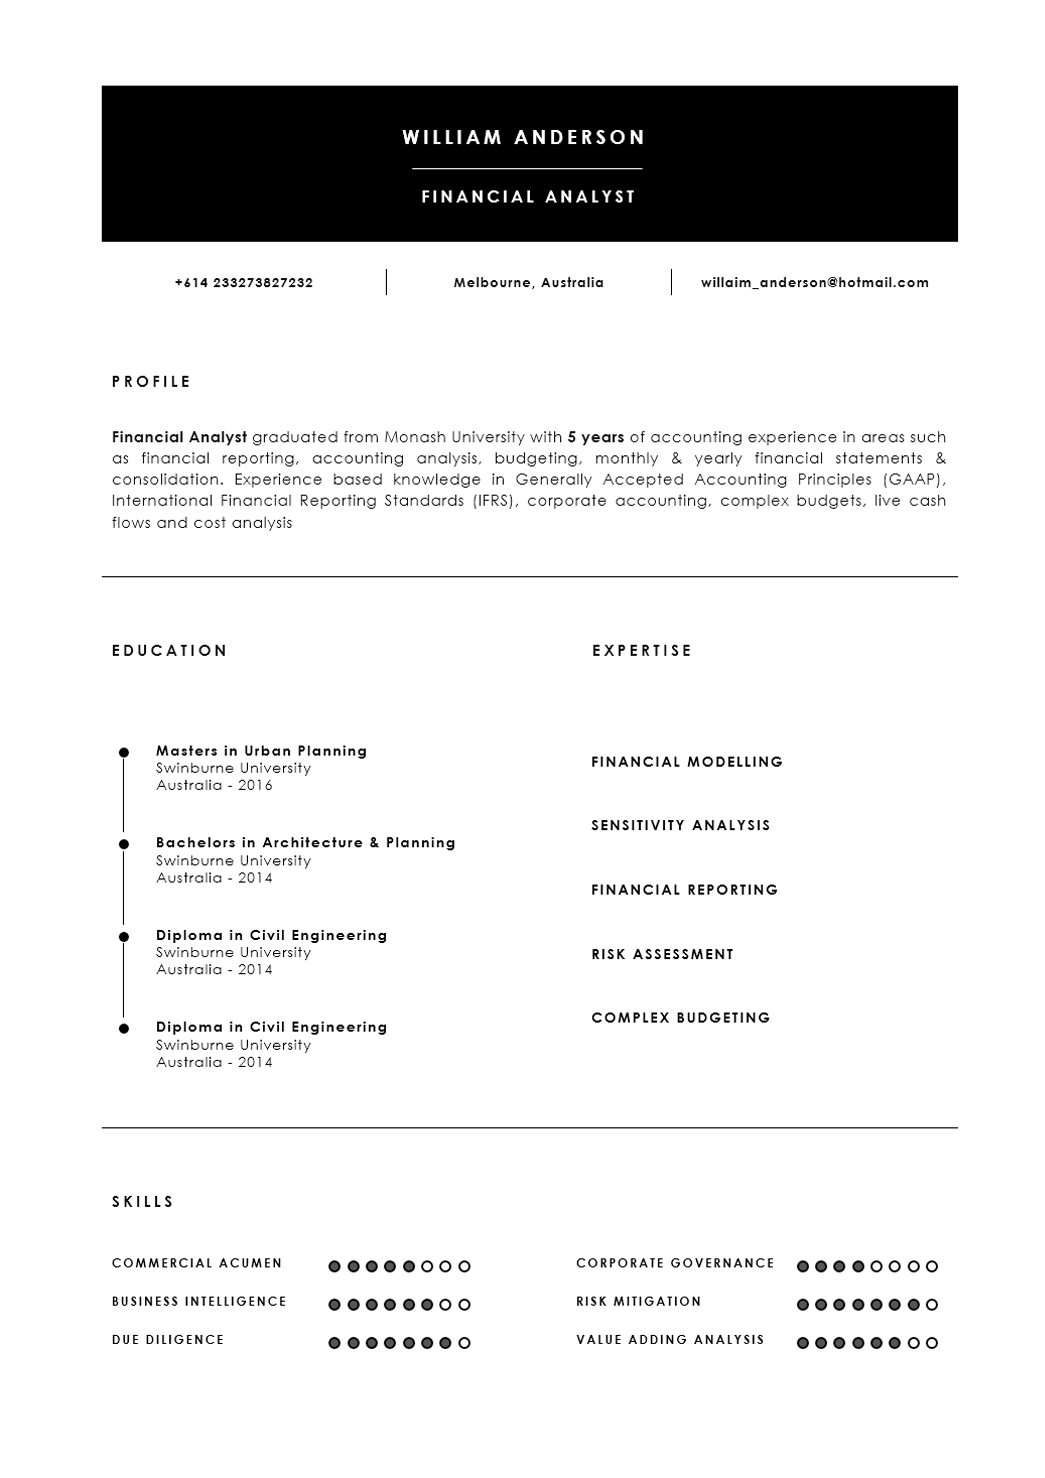 WILLIAM ANDERSON
FINANCIAL ANALYST
+614 233273827232
Melbourne, Australia
willaim_anderson@hotmail.com
PROFILE
Financial Analyst graduated from Monash University with 5 years of accounting experience in areas such
as financial reporting, accounting analysis, budgeting, monthly & yearly financial statements &
consolidation. Experience based knowledge in Generally Accepted Accounting Principles (GAAP),
International Financial Reporting Standards (IFRS), corporate accounting, complex budgets, live cash
flows and cost analysis
EDUCATION
Masters in Urban Planning
Swinburne University
Australia - 2016
Bachelors in Architecture & Planning
Swinburne University
Australia - 2014
Diploma in Civil Engineering
Swinburne University
Australia - 2014
Diploma in Civil Engineering
Swinburne University
Australia - 2014
EXPERTISE
FINANCIAL MODELLING
SENSITIVITY ANALYSIS
FINANCIAL REPORTING
RISK ASSESSMENT
COMPLEX BUDGETING
SKILLS
COMMERCIAL ACUMEN
BUSINESS INTELLIGENCE
DUE DILIGENCE
CORPORATE GOVERNANCE
RISK MITIGATION
VALUE ADDING ANALYSIS